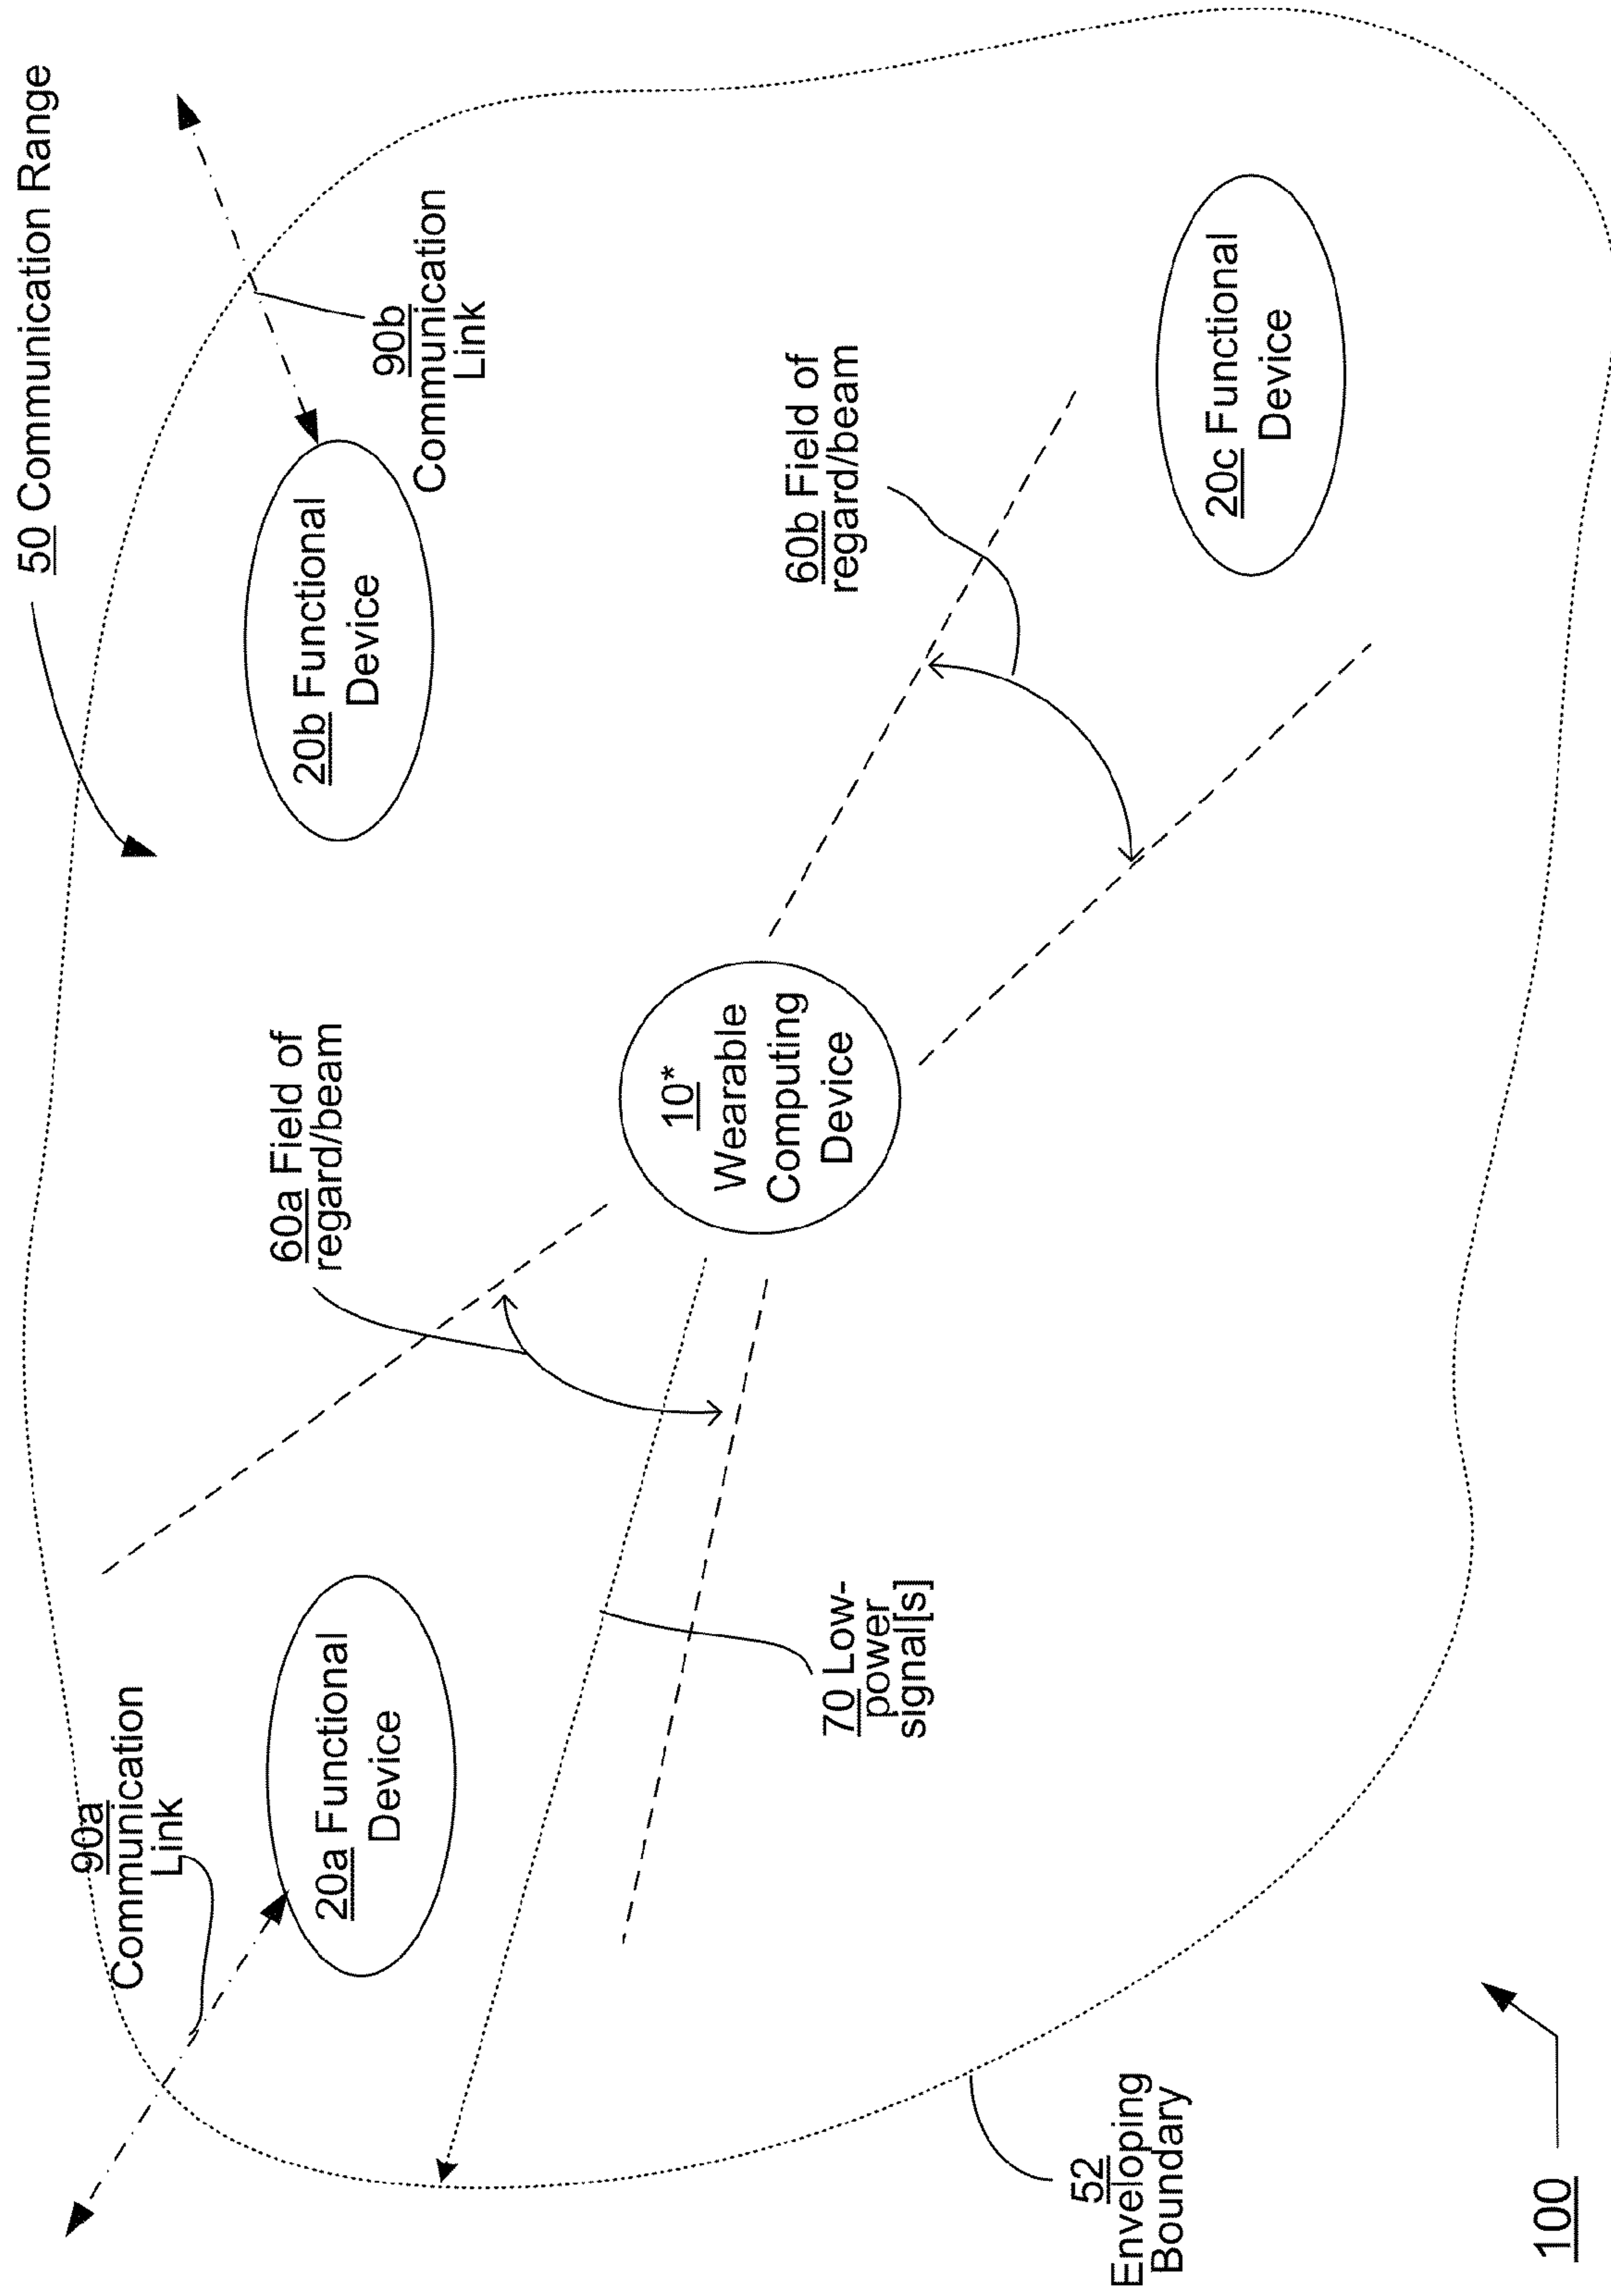 50 Communication Range
90a
Communication
Link
20a Functional
Device
60a Field of
regard/beam
20b Functional
Device
90b
Communication
Link
10*
Wearable
Computing
Device
70 Low-
power
signal[s]
60b Field of
regard/beam
52
Enveloping
Boundary
20c Functional
Device
100